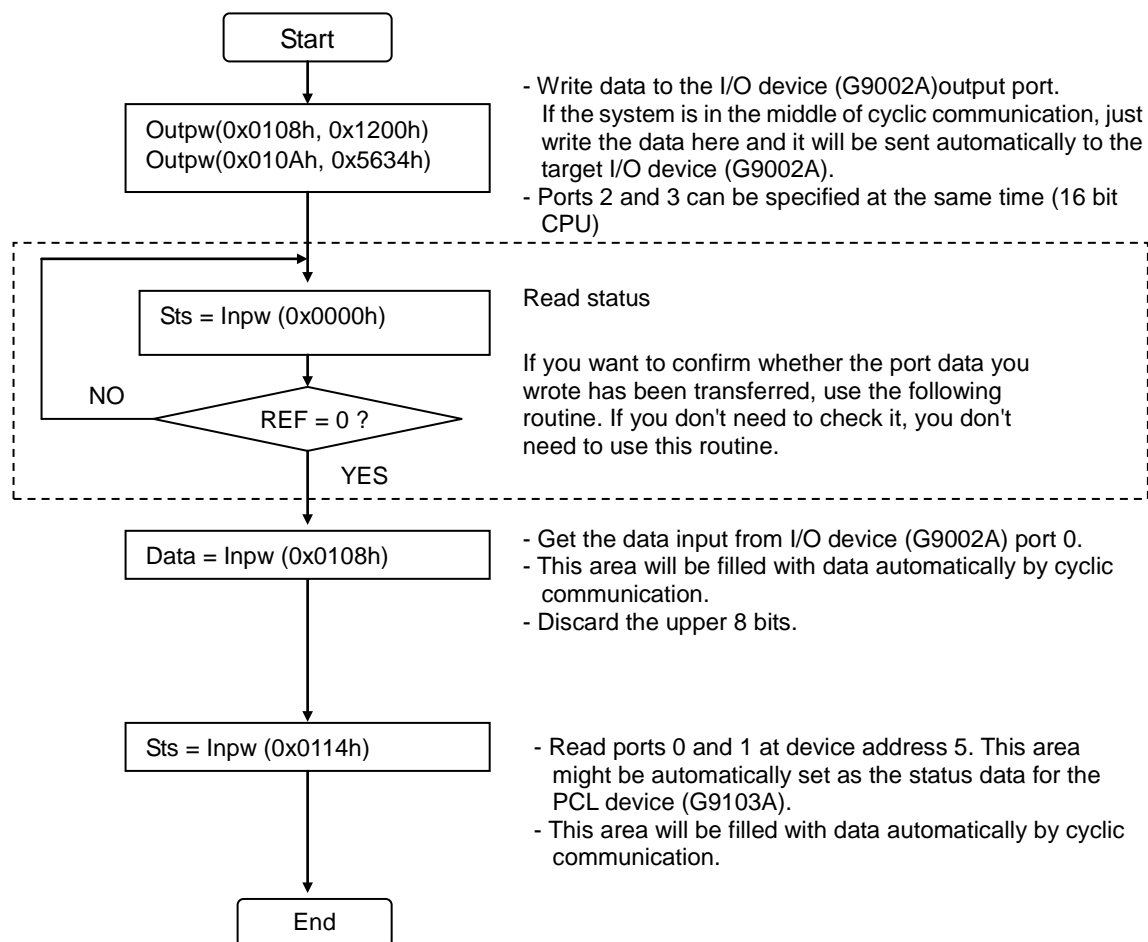 Start
Outpw(0x0108h, 0x1200h)
Outpw(0x010Ah, 0x5634h)
- Write data to the I/O device (G9002A)output port.
If the system is in the middle of cyclic communication, just
write the data here and it will be sent automatically to the
target I/O device (G9002A).
- Ports 2 and 3 can be specified at the same time (16 bit
CPU)
Sts = Inpw (0x0000h)
Read status
NO
REF = 0 ?
YES
If you want to confirm whether the port data you
wrote has been transferred, use the following
routine. If you don't need to check it, you don't
need to use this routine.
Data = Inpw (0x0108h)
- Get the data input from I/O device (G9002A) port 0.
- This area will be filled with data automatically by cyclic
communication.
- Discard the upper 8 bits.
Sts = Inpw (0x0114h)
- Read ports 0 and 1 at device address 5. This area
might be automatically set as the status data for the
PCL device (G9103A).
- This area will be filled with data automatically by cyclic
communication.
End